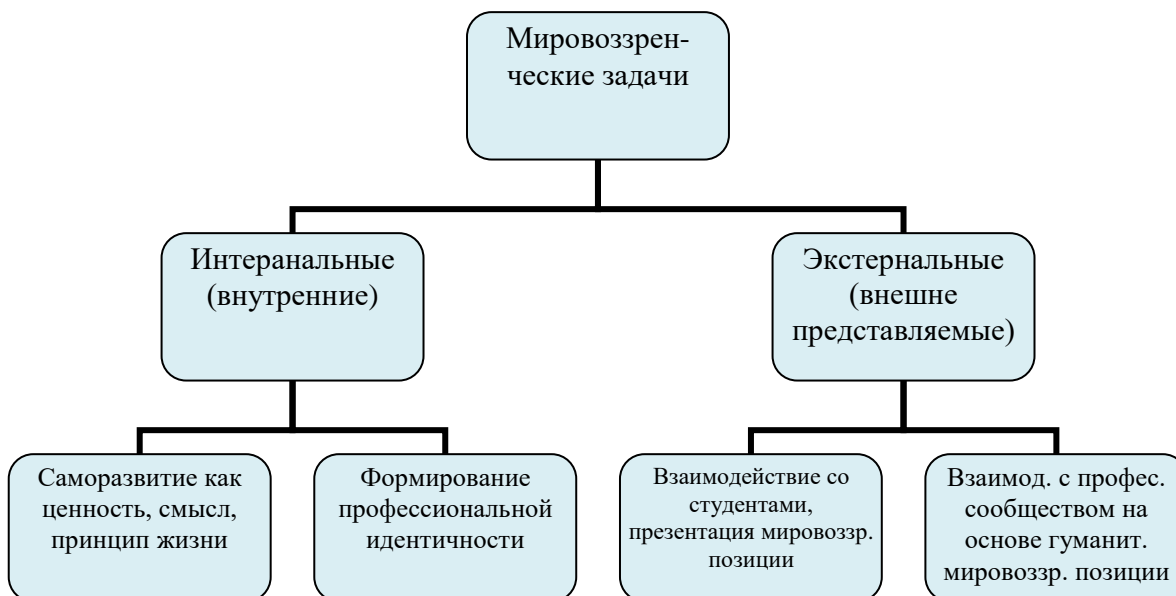 Мировоззрен-
ческие задачи
Интеранальные
(внутренние)
Экстернальные
(внешне
представляемые)
Саморазвитие как
ценность, смысл,
принцип жизни
Формирование
профессиональной
идентичности
Взаимодействие со
студентами,
презентация мировоззр.
позиции
Взаимод. с профес.
сообществом на
основе гуманит.
мировоззр. позиции